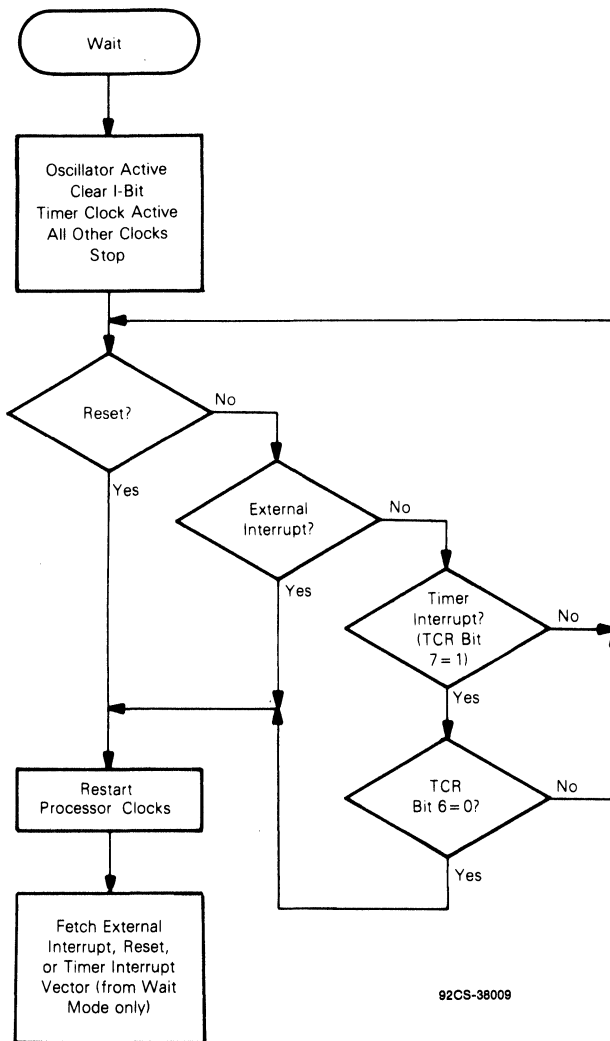 Wait
Oscillator Active
Clear I-Bit
Timer Clock Active
All Other Clocks
Stop
Reset?
No
Yes
External
Interrupt?
No
Yes
Timer
Interrupt?
(TCR Bit
7=1)
No
Yes
TCR
Bit 6=0?
No
Yes
Restart
Processor Clocks
Fetch External
Interrupt, Reset,
or Timer Interrupt
Vector (from Wait
Mode only)
92CS-38009